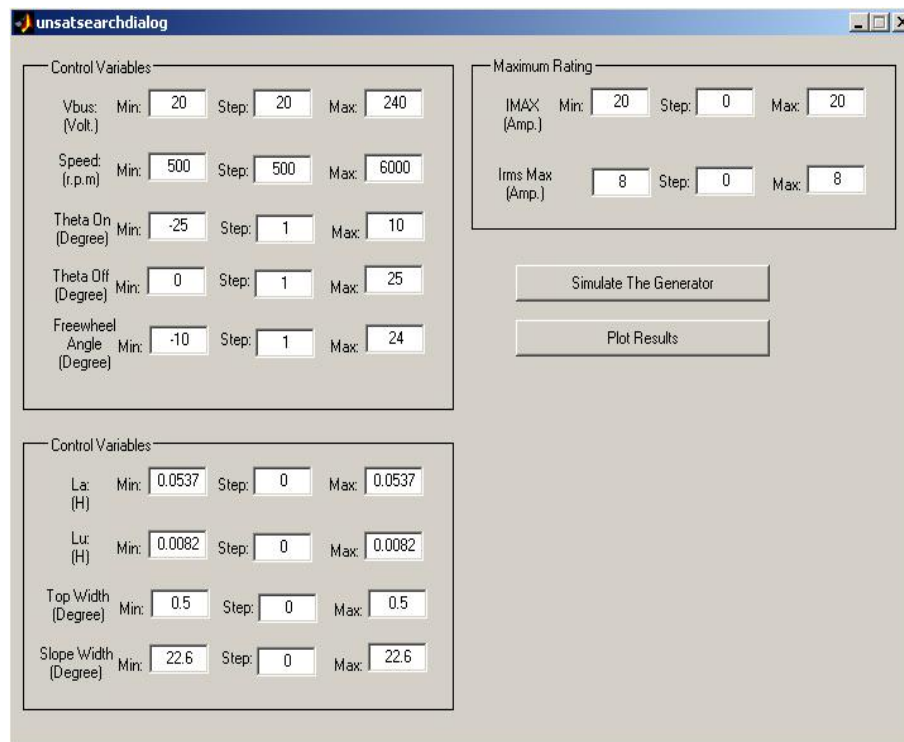 unsatsearchdialog
Control Variables
Vbus: (Volt.) Min: 20 Step: 20 Max: 240
Speed: (r.p.m) Min: 500 Step: 500 Max: 6000
Theta On (Degree) Min: -25 Step: 1 Max: 10
Theta Off (Degree) Min: 0 Step: 1 Max: 25
Freewheel Angle (Degree) Min: -10 Step: 1 Max: 24
Maximum Rating
IMAX (Amp.) Min: 20 Step: 0 Max: 20
Irms Max (Amp.) 8 Step: 0 Max: 8
Simulate The Generator
Plot Results
Control Variables
La: (H) Min: 0.0537 Step: 0 Max: 0.0537
Lu: (H) Min: 0.0082 Step: 0 Max: 0.0082
Top Width (Degree) Min: 0.5 Step: 0 Max: 0.5
Slope Width (Degree) Min: 22.6 Step: 0 Max: 22.6